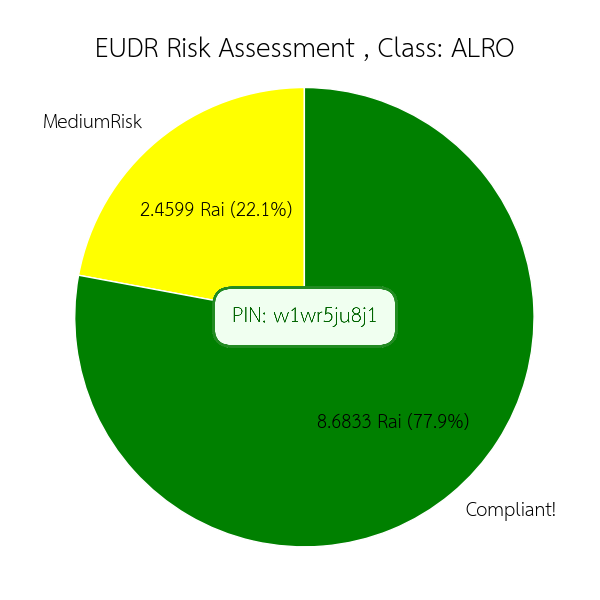 EUDR Risk Assessment , Class: ALRO
MediumRisk
2.4599 Rai (22.1%)
PIN: w1wr5ju8j1
8.6833 Rai (77.9%)
Compliant!